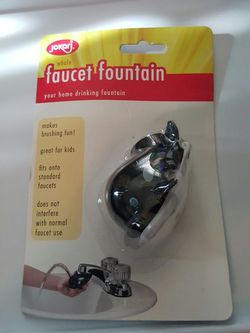 JOKARI
whale
faucet fountain
your home drinking fountain
makes
brushing fun!
great for kids
fits onto
standard
faucets
does not
interfere
with normal
faucet use